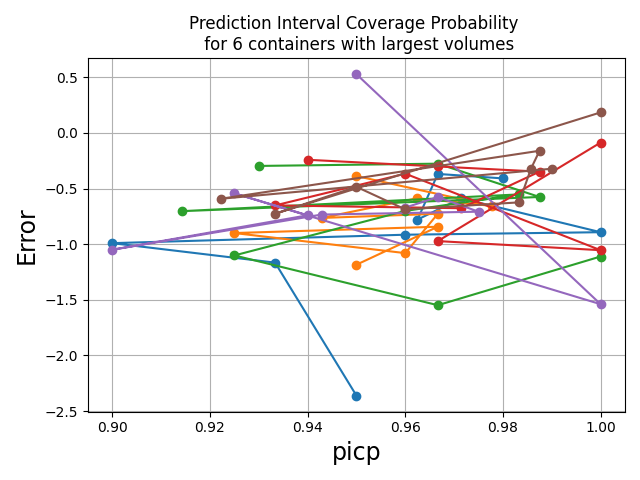 Prediction Interval Coverage Probability
for 6 containers with largest volumes
Error
0.5
0.0
−0.5
−1.0
−1.5
−2.0
−2.5
0.90 0.92 0.94 0.96 0.98 1.00
picp